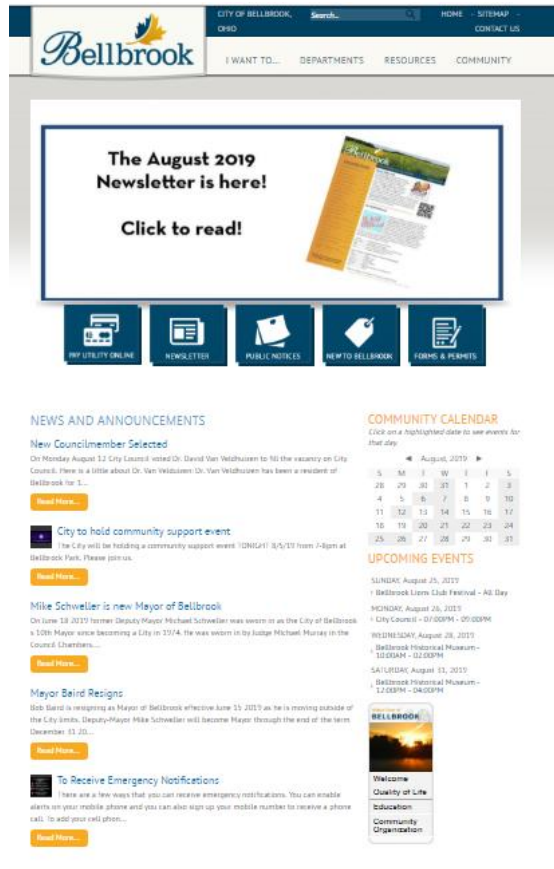 CITY OF BELLBROOK,
OHIO
Search...
HOME - SITEMAP -
CONTACT US
Bellbrook
I WANT TO...
DEPARTMENTS
RESOURCES
COMMUNITY
The August 2019
Newsletter is here!
Click to read!
Bellbrook
PAY UTILITY ONLINE
NEWSLETTER
PUBLIC NOTICES
NEW TO BELLBROOK
FORMS & PERMITS
NEWS AND ANNOUNCEMENTS
New Councilmember Selected
On Monday August 12 City Council voted Dr. David Van Veldhuizen to fill the vacancy on City
Council. Here is a little about Dr. Van Velduizen: Dr. Van Veldhuizen has been a resident of
Bellbrook for 1...
Read More...
City to hold community support event
The City will be holding a community support event TONIGHT 8/5/19 from 7-8pm at
Bellbrook Park. Please join us.
Read More...
Mike Schweller is new Mayor of Bellbrook
On June 18 2019 former Deputy Mayor Michael Schweller was sworn in as the City of Bellbrook
s 10th Mayor since becoming a City in 1974. He was sworn in by Judge Michael Murray in the
Council Chambers....
Read More...
Mayor Baird Resigns
Bob Baird is resigning as Mayor of Bellbrook effective June 15 2019 as he is moving outside of
the City limits. Deputy-Mayor Mike Schweller will become Mayor through the end of the term
December 31 20...
Read More...
To Receive Emergency Notifications
There are a few ways that you can receive emergency notifications. You can enable
alerts on your mobile phone and you can also sign up your mobile number to receive a phone
call. To add your cell phon...
Read More...
COMMUNITY CALENDAR
Click on a highlighted date to see events for
that day.
August, 2019
S M T W T F S
28 29 30 31 1 2 3
4 5 6 7 8 9 10
11 12 13 14 15 16 17
18 19 20 21 22 23 24
25 26 27 28 29 30 31
UPCOMING EVENTS
SUNDAY, August 25, 2019
Bellbrook Lions Club Festival - All Day
MONDAY, August 26, 2019
City Council - 07:00PM - 09:00PM
WEDNESDAY, August 28, 2019
Bellbrook Historical Museum -
10:00AM - 02:00PM
SATURDAY, August 31, 2019
Bellbrook Historical Museum -
12:00PM - 04:00PM
BELLBROOK
Welcome
Quality of Life
Education
Community
Organization